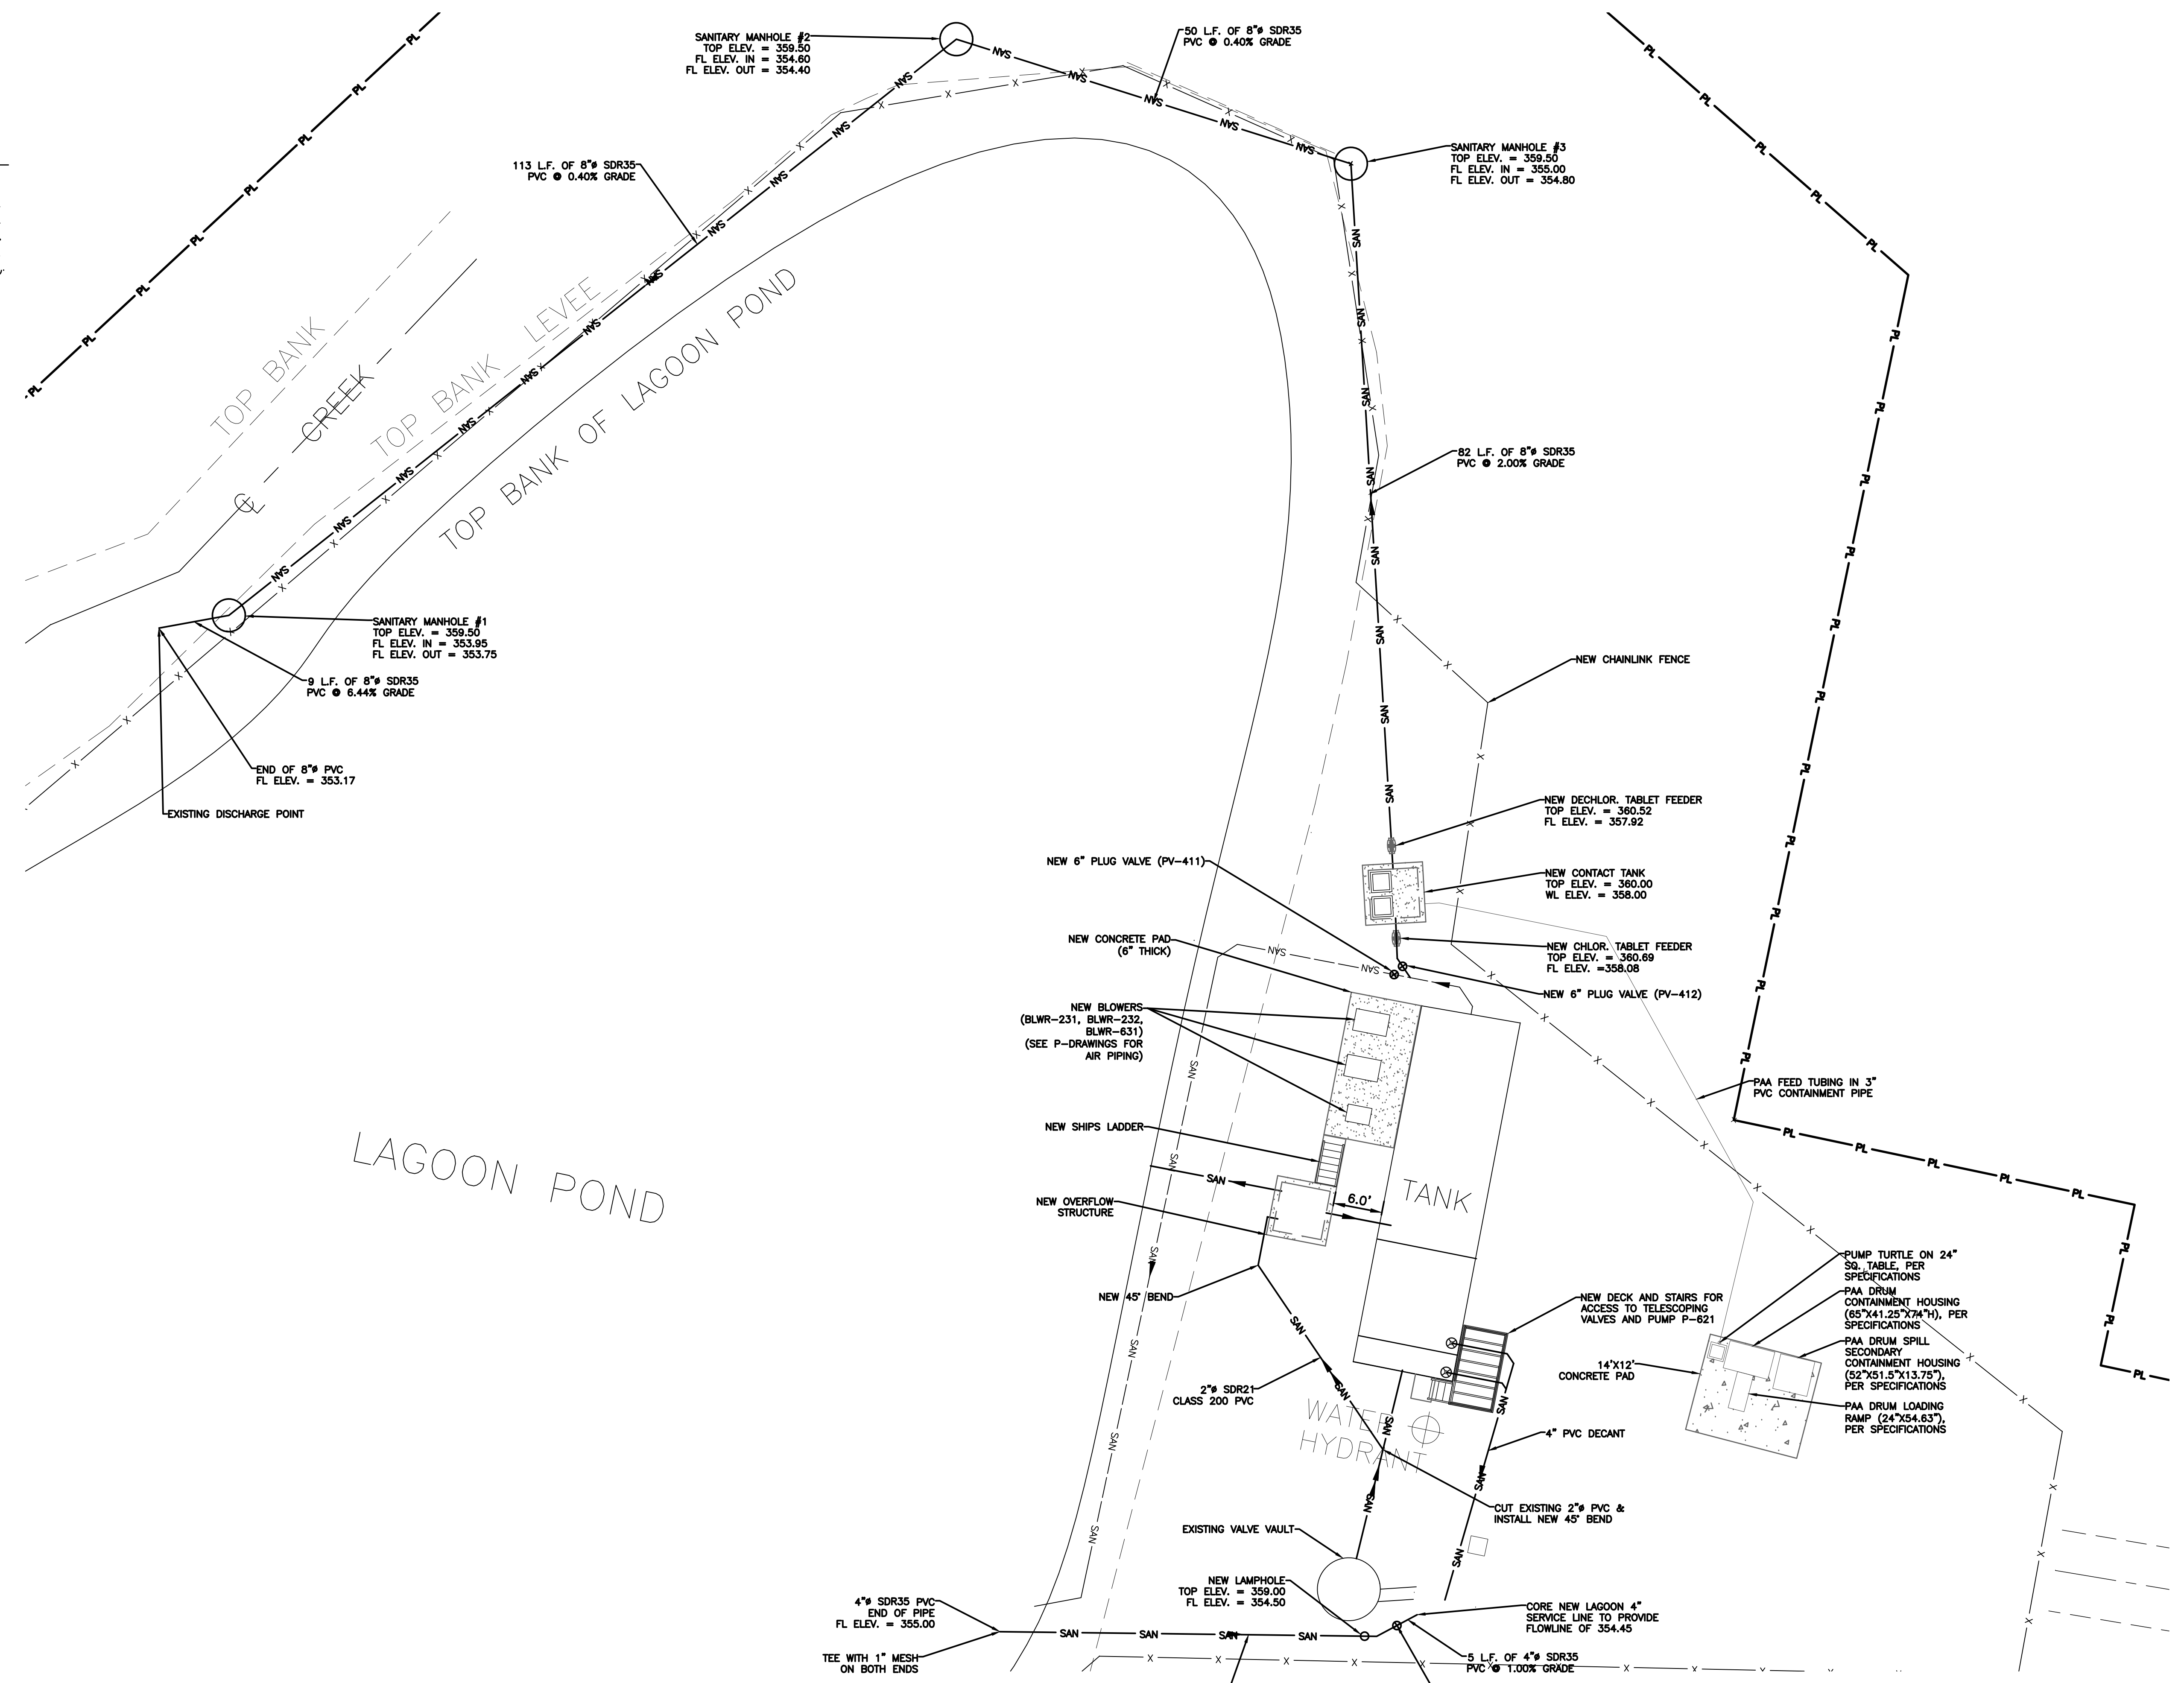 SANITARY MANHOLE #2
TOP ELEV. = 359.50
FL ELEV. IN = 354.60
FL ELEV. OUT = 354.40
50 L.F. OF 8"ø SDR35
PVC @ 0.40% GRADE
113 L.F. OF 8"ø SDR35
PVC @ 0.40% GRADE
SANITARY MANHOLE #3
TOP ELEV. = 359.50
FL ELEV. IN = 355.00
FL ELEV. OUT = 354.80
TOP BANK
CREEK
TOP BANK LEVEE
TOP BANK OF LAGOON POND
82 L.F. OF 8"ø SDR35
PVC @ 2.00% GRADE
SANITARY MANHOLE #1
TOP ELEV. = 359.50
FL ELEV. IN = 353.95
FL ELEV. OUT = 353.75
9 L.F. OF 8"ø SDR35
PVC @ 6.44% GRADE
NEW CHAINLINK FENCE
END OF 8"ø PVC
FL ELEV. = 353.17
EXISTING DISCHARGE POINT
NEW DECHLOR. TABLET FEEDER
TOP ELEV. = 360.52
FL ELEV. = 357.92
NEW 6" PLUG VALVE (PV-411)
NEW CONTACT TANK
TOP ELEV. = 360.00
WL ELEV. = 358.00
NEW CONCRETE PAD
(6" THICK)
NEW CHLOR. TABLET FEEDER
TOP ELEV. = 360.69
FL ELEV. =358.08
NEW 6" PLUG VALVE (PV-412)
NEW BLOWERS
(BLWR-231, BLWR-232,
BLWR-631)
(SEE P-DRAWINGS FOR
AIR PIPING)
PAA FEED TUBING IN 3"
PVC CONTAINMENT PIPE
NEW SHIPS LADDER
LAGOON POND
NEW OVERFLOW
STRUCTURE
6.0'
TANK
NEW 45° BEND
PUMP TURTLE ON 24"
SQ. TABLE, PER
SPECIFICATIONS
PAA DRUM
CONTAINMENT HOUSING
(65"X41.25"X74"H), PER
SPECIFICATIONS
PAA DRUM SPILL
SECONDARY
CONTAINMENT HOUSING
(52"X51.5"X13.75"),
PER SPECIFICATIONS
PAA DRUM LOADING
RAMP (24"X54.63"),
PER SPECIFICATIONS
NEW DECK AND STAIRS FOR
ACCESS TO TELESCOPING
VALVES AND PUMP P-621
14'X12'
CONCRETE PAD
2"ø SDR21
CLASS 200 PVC
WATER
HYDRANT
4" PVC DECANT
CUT EXISTING 2"ø PVC &
INSTALL NEW 45° BEND
EXISTING VALVE VAULT
NEW LAMPHOLE
TOP ELEV. = 359.00
FL ELEV. = 354.50
4"ø SDR35 PVC
END OF PIPE
FL ELEV. = 355.00
CORE NEW LAGOON 4"
SERVICE LINE TO PROVIDE
FLOWLINE OF 354.45
TEE WITH 1" MESH
ON BOTH ENDS
5 L.F. OF 4"ø SDR35
PVC @ 1.00% GRADE
SAN SAN SAN SAN
PL PL PL PL